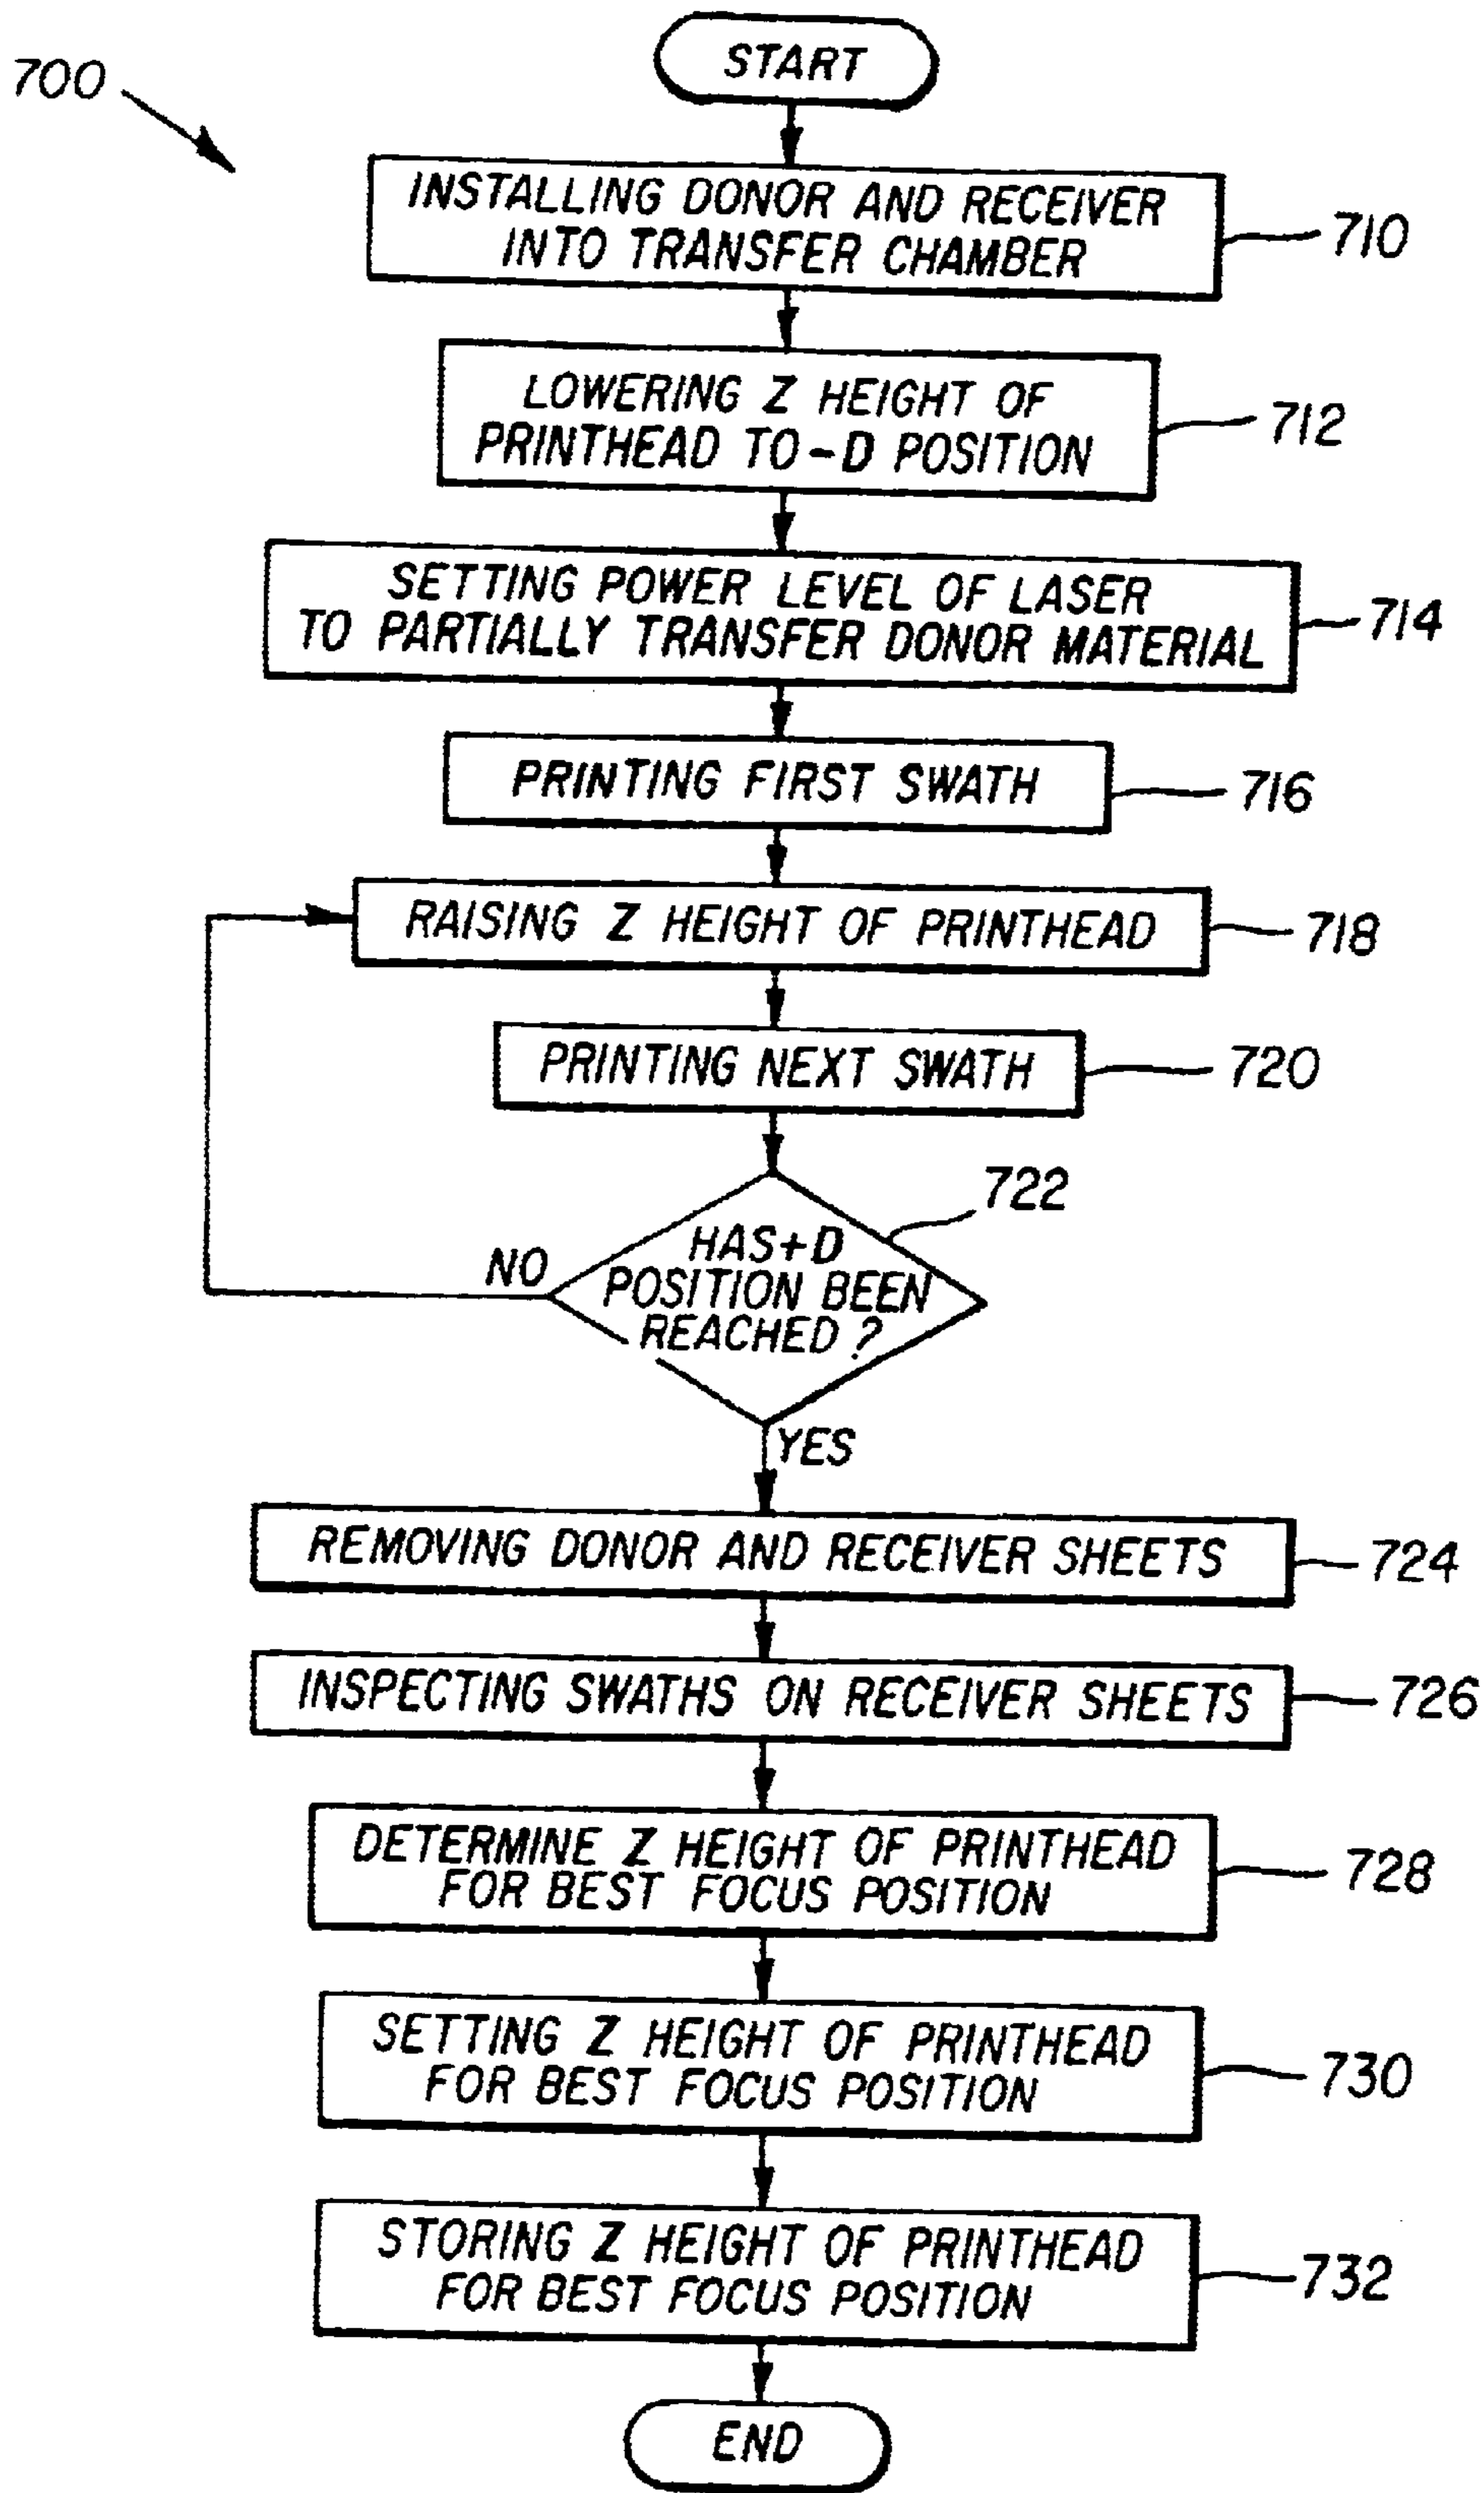 700
START
INSTALLING DONOR AND RECEIVER
INTO TRANSFER CHAMBER
710
LOWERING Z HEIGHT OF
PRINTHEAD TO-D POSITION
712
SETTING POWER LEVEL OF LASER
TO PARTIALLY TRANSFER DONOR MATERIAL
714
PRINTING FIRST SWATH
716
RAISING Z HEIGHT OF PRINTHEAD
718
PRINTING NEXT SWATH
720
722
HAS+D
POSITION BEEN
REACHED ?
NO
YES
REMOVING DONOR AND RECEIVER SHEETS
724
INSPECTING SWATHS ON RECEIVER SHEETS
726
DETERMINE Z HEIGHT OF PRINTHEAD
FOR BEST FOCUS POSITION
728
SETTING Z HEIGHT OF PRINTHEAD
FOR BEST FOCUS POSITION
730
STORING Z HEIGHT OF PRINTHEAD
FOR BEST FOCUS POSITION
732
END